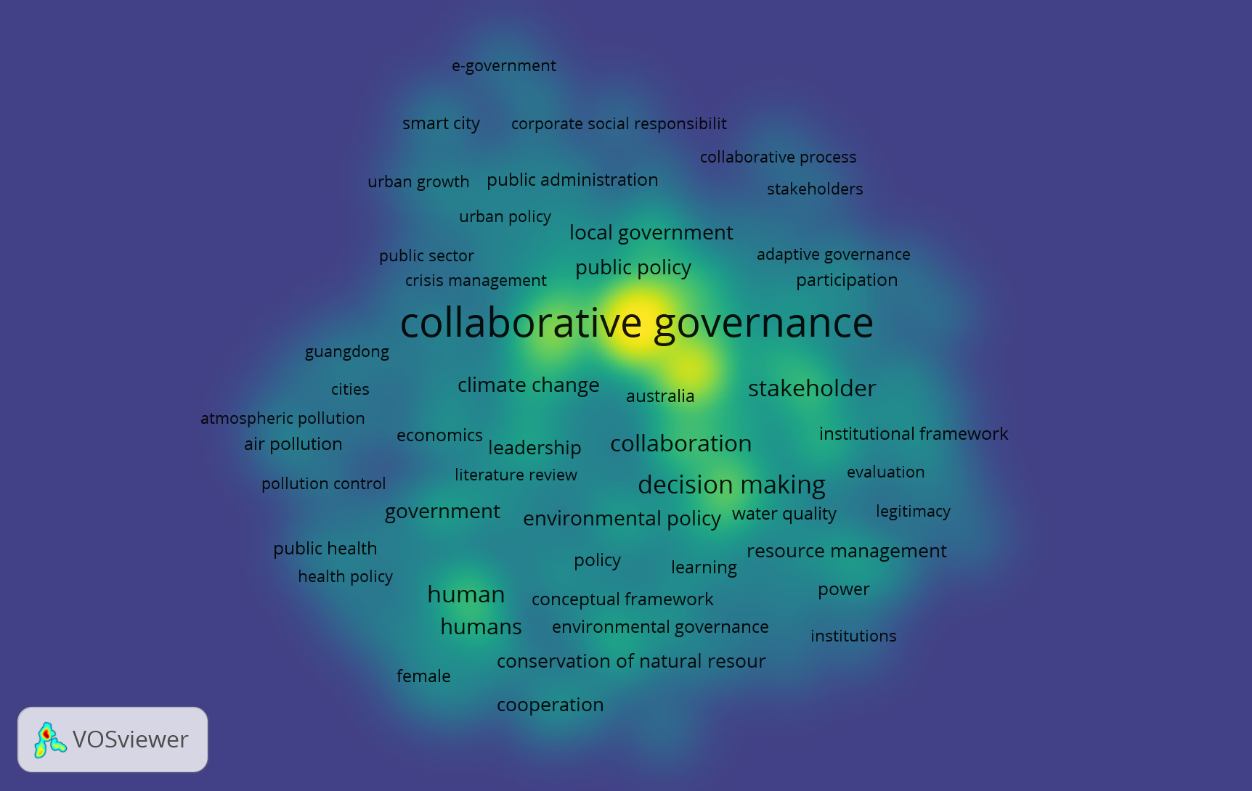 e-government
smart city
corporate social responsibilit
collaborative process
urban growth
public administration
stakeholders
urban policy
local government
public sector
adaptive governance
public policy
crisis management
participation
collaborative governance
guangdong
climate change
stakeholder
cities
australia
atmospheric pollution
economics
institutional framework
air pollution
leadership
collaboration
literature review
evaluation
pollution control
decision making
government
environmental policy
water quality
legitimacy
public health
resource management
policy
learning
health policy
human
conceptual framework
power
humans
environmental governance
institutions
conservation of natural resour
female
cooperation
VOSviewer